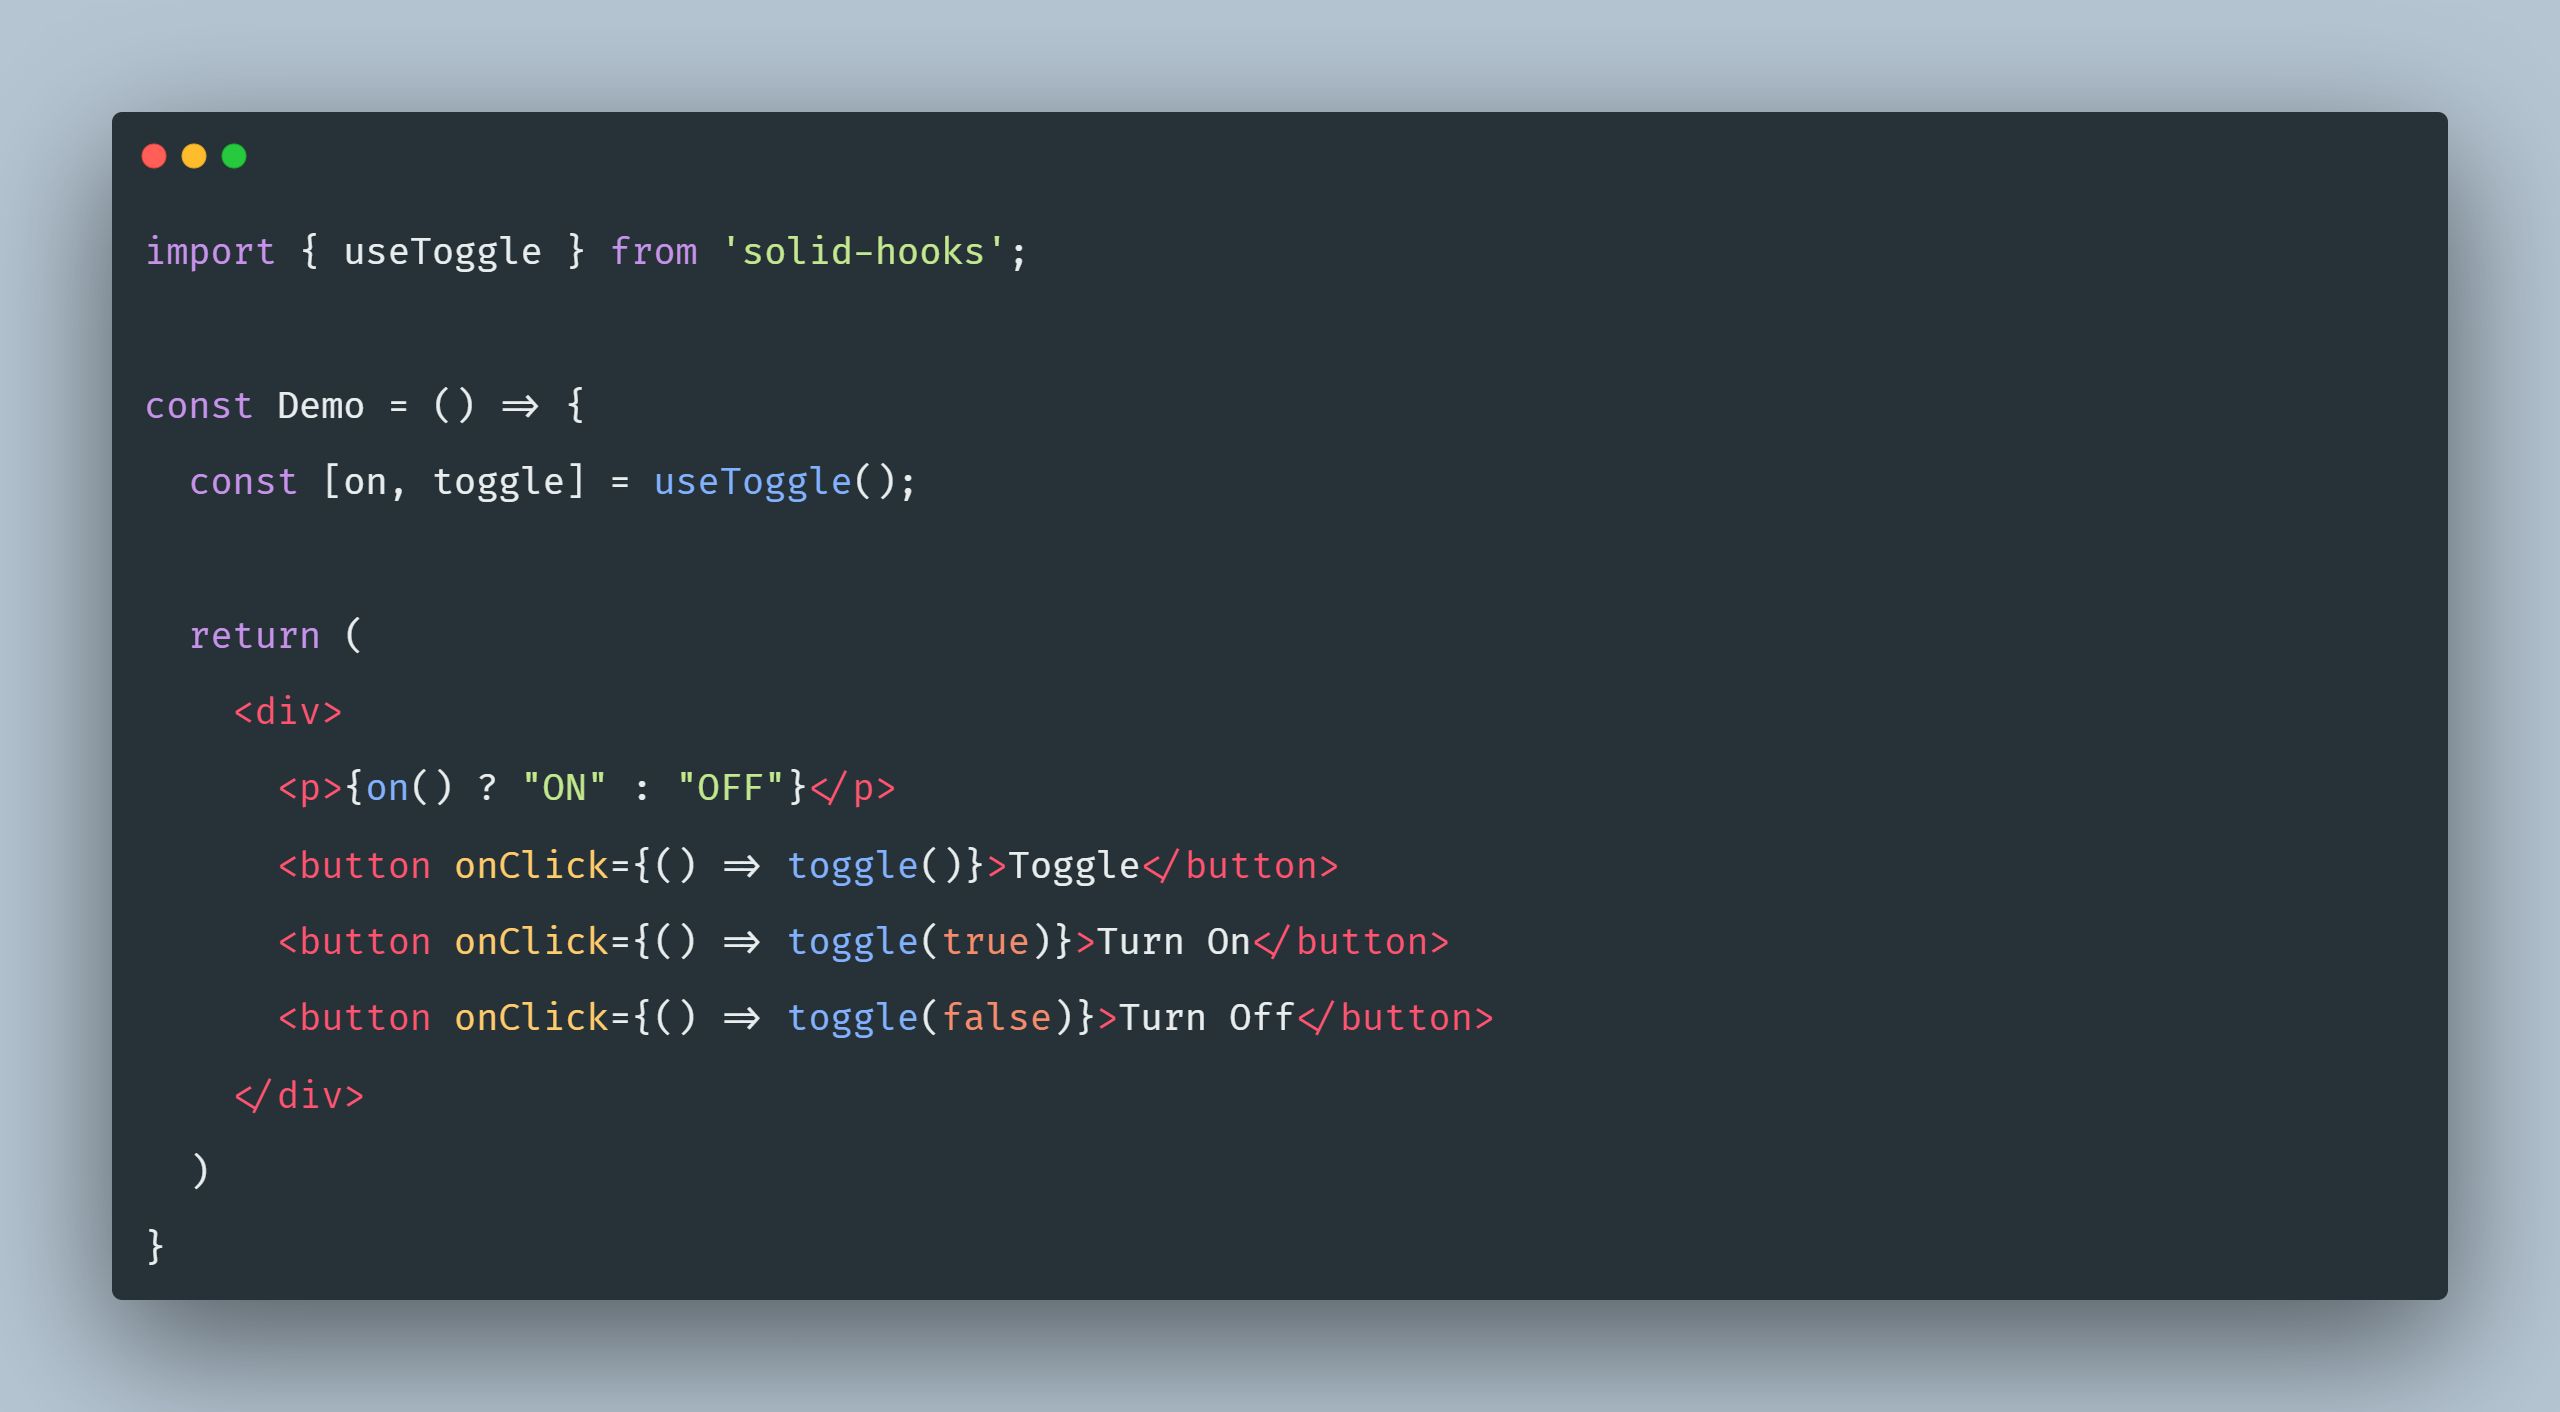 import { useToggle } from 'solid-hooks';
const Demo = () => {
const [on, toggle] = useToggle();
return (
<div>
<p>{on() ? "ON" : "OFF"}</p>
<button onClick={() => toggle()}>Toggle</button>
<button onClick={() => toggle(true)}>Turn On</button>
<button onClick={() => toggle(false)}>Turn Off</button>
</div>
)
}